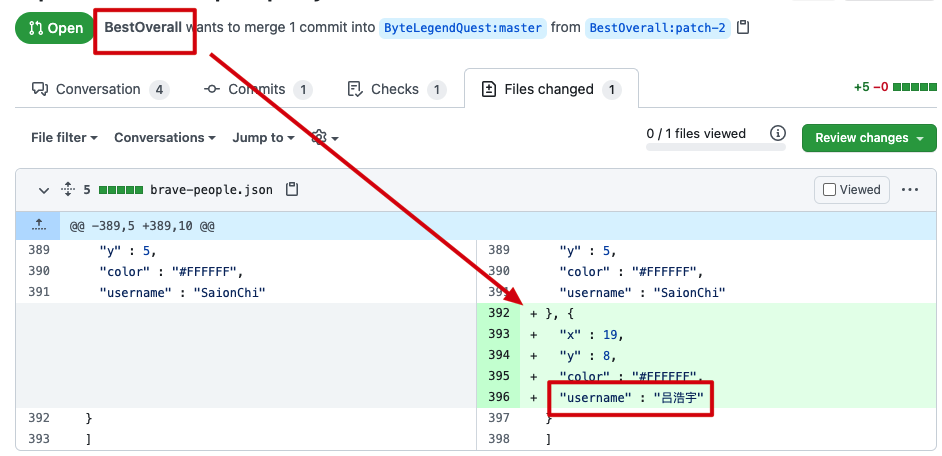 Open BestOverall wants to merge 1 commit into ByteLegendQuest:master from BestOverall:patch-2
Conversation 4 Commits 1 Checks 1 Files changed 1 +5 −0
File filter Conversations Jump to 0 / 1 files viewed Review changes
5 brave-people.json Viewed
@@ -389,5 +389,10 @@
389 "y" : 5, 389 "y" : 5,
390 "color" : "#FFFFFF", 390 "color" : "#FFFFFF",
391 "username" : "SaionChi" 391 "username" : "SaionChi"
392 + }, {
393 + "x" : 19,
394 + "y" : 8,
395 + "color" : "#FFFFFF",
396 + "username" : "吕浩宇"
392 } 397 }
393 ] 398 ]